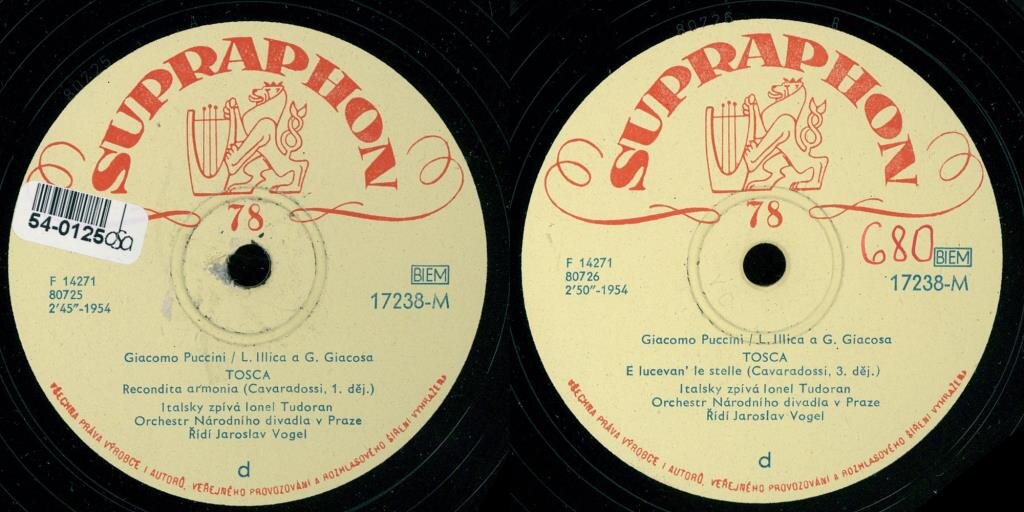 80725
SUPRAPHON
78
54-0125
F 14271
80725
2'45"-1954
BIEM
17238-M
Giacomo Puccini / L. Illica a G. Giacosa
TOSCA
Recondita armonia (Cavaradossi, 1. děj.)
Italsky zpívá Ionel Tudoran
Orchestr Národního divadla v Praze
Řídí Jaroslav Vogel
d
VŠECHNA PRÁVA VÝROBCE I AUTORŮ, VEŘEJNÉHO PROVOZOVÁNÍ A ROZHLASOVÉHO ŠÍŘENÍ VYHRAŽENA
80726
SUPRAPHON
78
680
F 14271
80726
2'50"-1954
BIEM
17238-M
Giacomo Puccini / L. Illica a G. Giacosa
TOSCA
E lucevan' le stelle (Cavaradossi, 3. děj.)
Italsky zpívá Ionel Tudoran
Orchestr Národního divadla v Praze
Řídí Jaroslav Vogel
d
VŠECHNA PRÁVA VÝROBCE I AUTORŮ, VEŘEJNÉHO PROVOZOVÁNÍ A ROZHLASOVÉHO ŠÍŘENÍ VYHRAŽENA